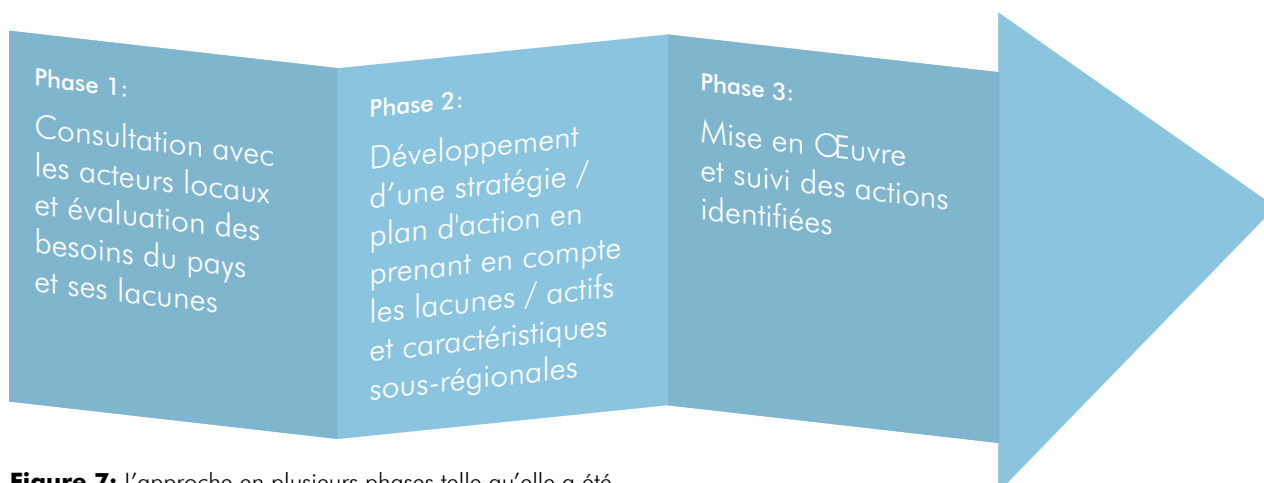 Phase 1:
Consultation avec
les acteurs locaux
et évaluation des
besoins du pays
et ses lacunes
Phase 2:
Développement
d’une stratégie /
plan d'action en
prenant en compte
les lacunes / actifs
et caractéristiques
sous-régionales
Phase 3:
Mise en Œuvre
et suivi des actions
identifiées
Figure 7: L’approche en plusieurs phases telle qu’elle a été